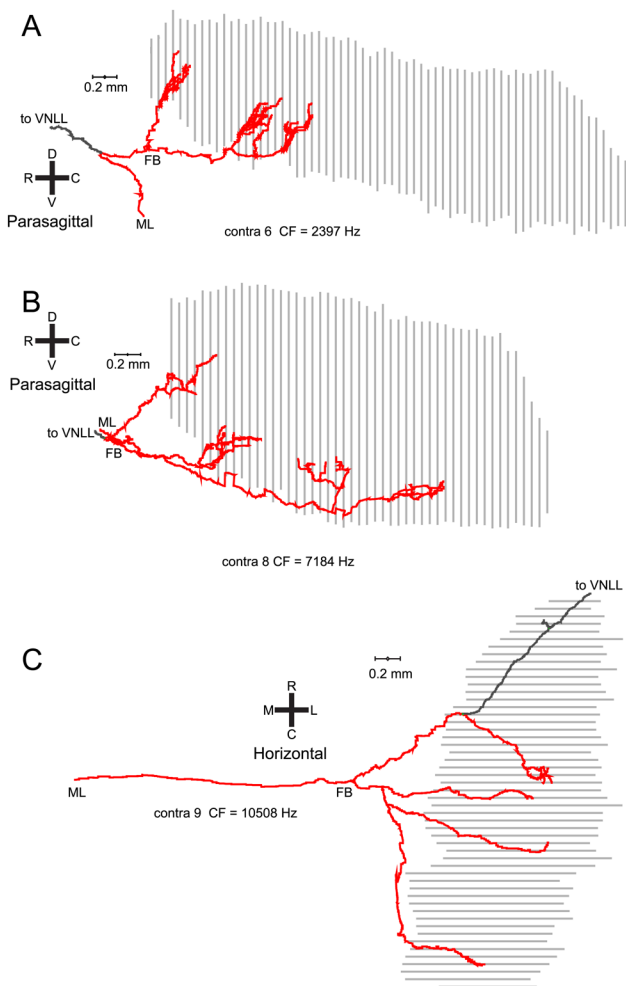 A
0.2 mm
to VNLL
D
R C
V
FB
ML
Parasagittal
contra 6 CF = 2397 Hz
B
D
R C
V
Parasagittal
0.2 mm
ML
to VNLL
FB
contra 8 CF = 7184 Hz
to VNLL
C
0.2 mm
R
M L
C
Horizontal
ML
FB
contra 9 CF = 10508 Hz